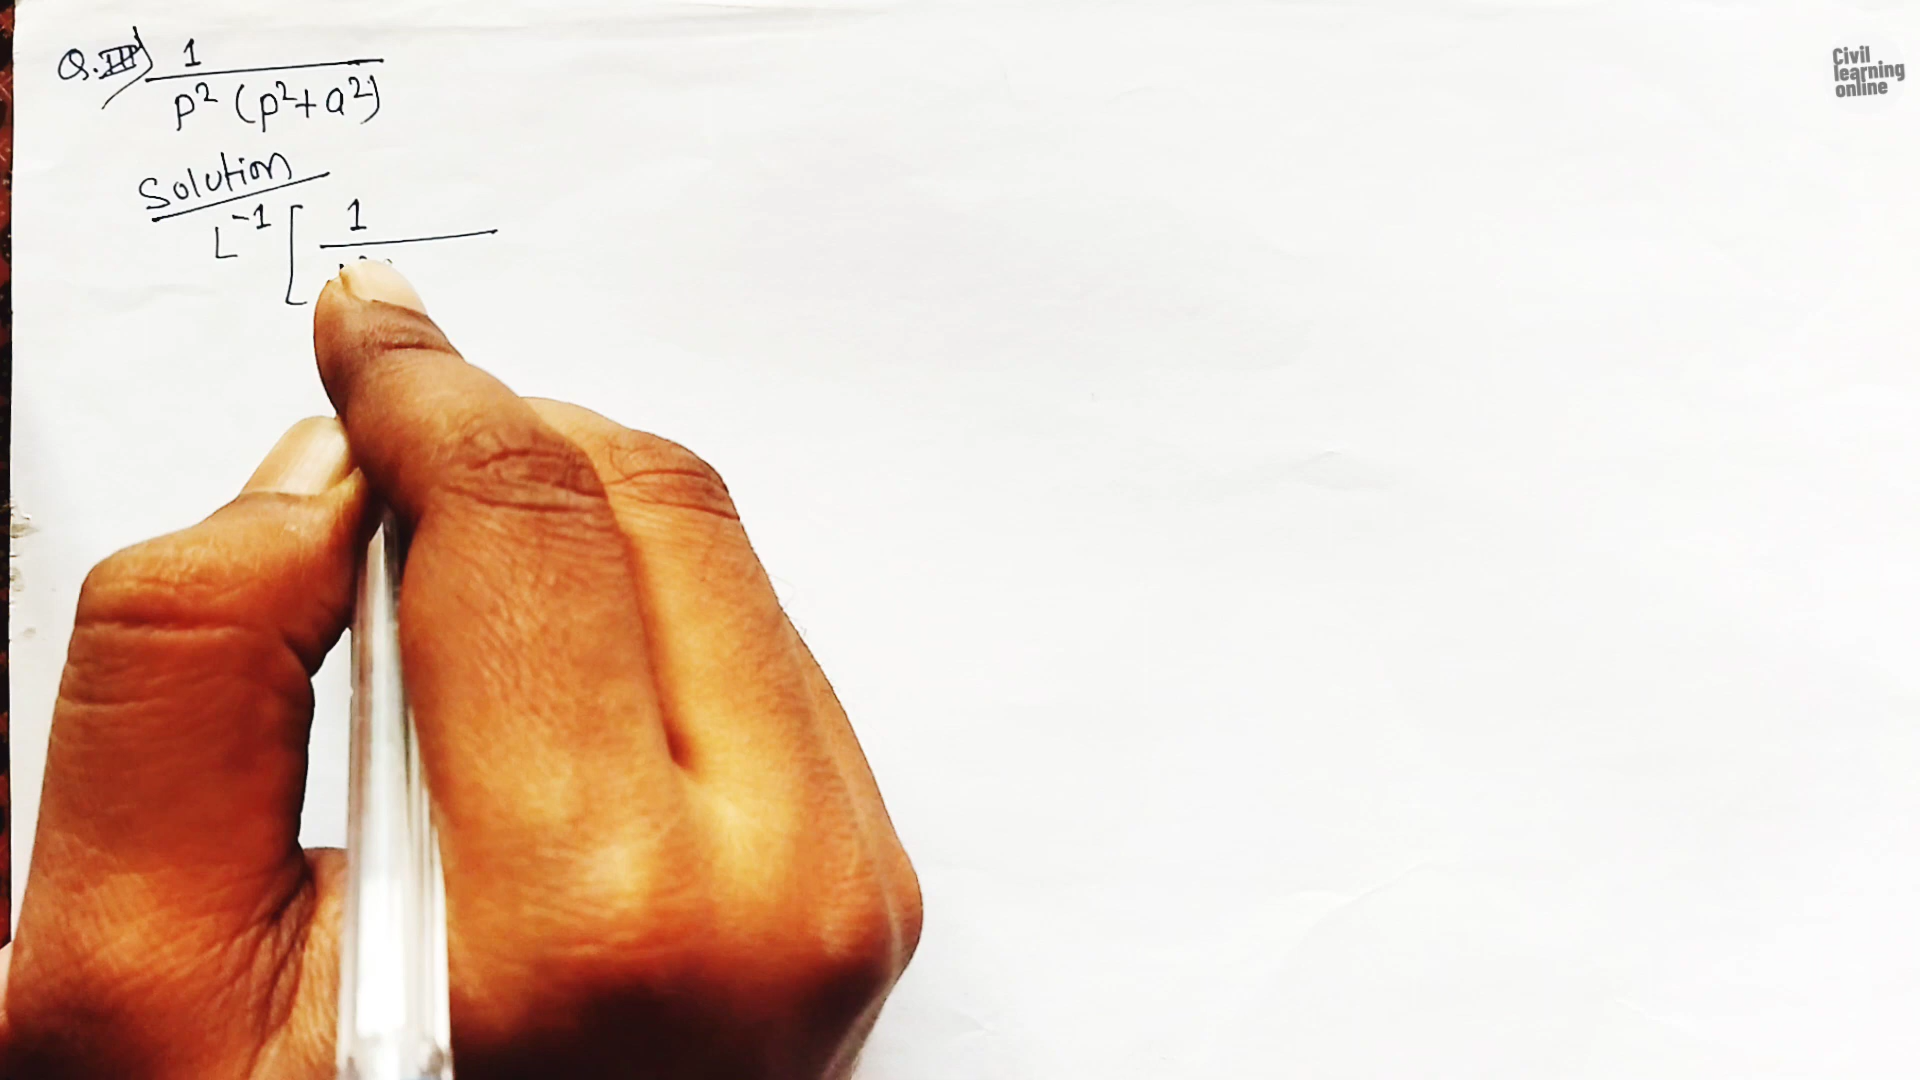 Q.III) 1
p² (p²+a²)
Solution
L⁻¹ [ 1
Civil
learning
online